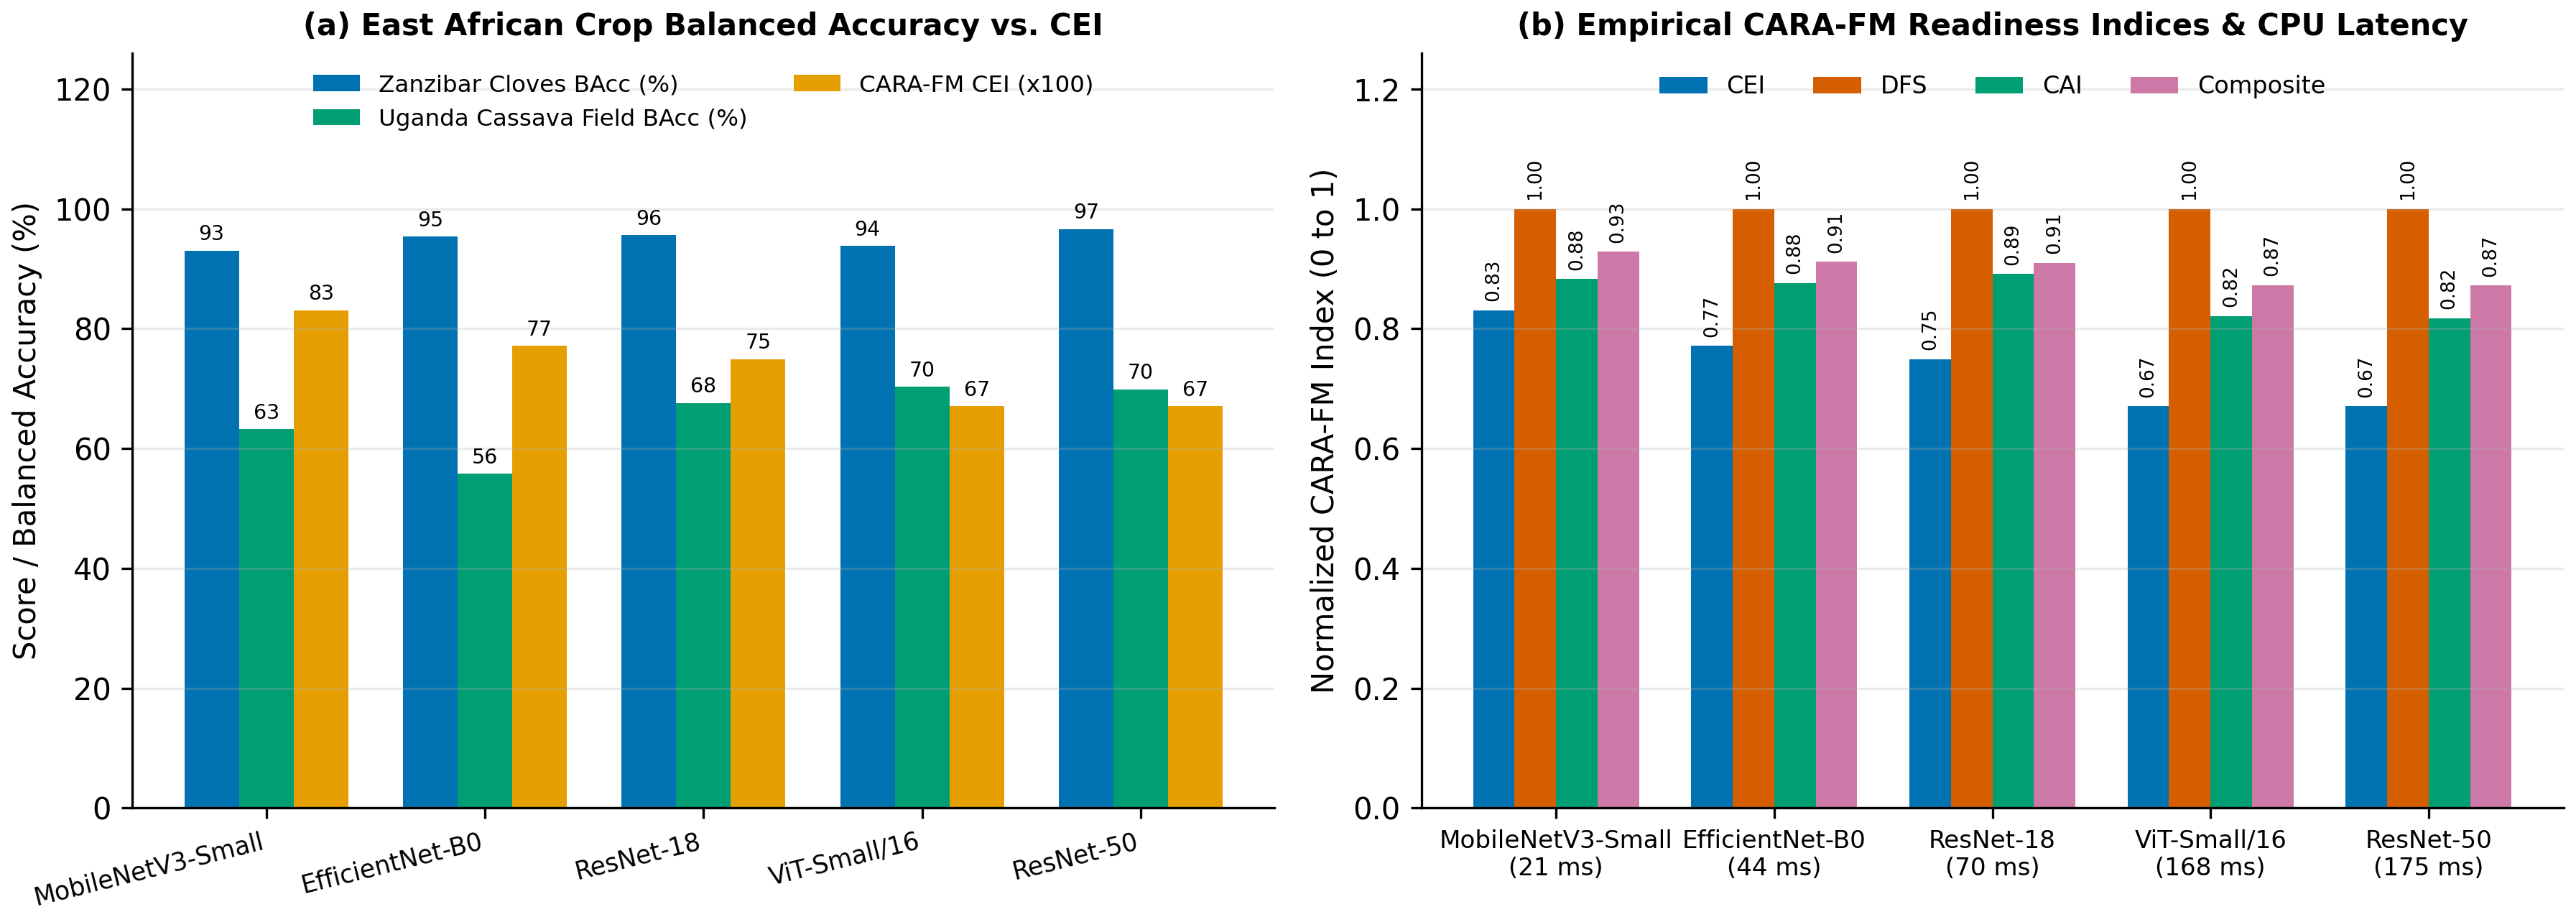 (a) East African Crop Balanced Accuracy vs. CEI
Zanzibar Cloves BAcc (%)
Uganda Cassava Field BAcc (%)
CARA-FM CEI (x100)
Score / Balanced Accuracy (%)
120
100
80
60
40
20
0
93
63
83
95
56
77
96
68
75
94
70
67
97
70
67
MobileNetV3-Small
EfficientNet-B0
ResNet-18
ViT-Small/16
ResNet-50
(b) Empirical CARA-FM Readiness Indices & CPU Latency
CEI
DFS
CAI
Composite
Normalized CARA-FM Index (0 to 1)
1.2
1.0
0.8
0.6
0.4
0.2
0.0
0.83
1.00
0.88
0.93
0.77
1.00
0.88
0.91
0.75
1.00
0.89
0.91
0.67
1.00
0.82
0.87
0.67
1.00
0.82
0.87
MobileNetV3-Small
(21 ms)
EfficientNet-B0
(44 ms)
ResNet-18
(70 ms)
ViT-Small/16
(168 ms)
ResNet-50
(175 ms)